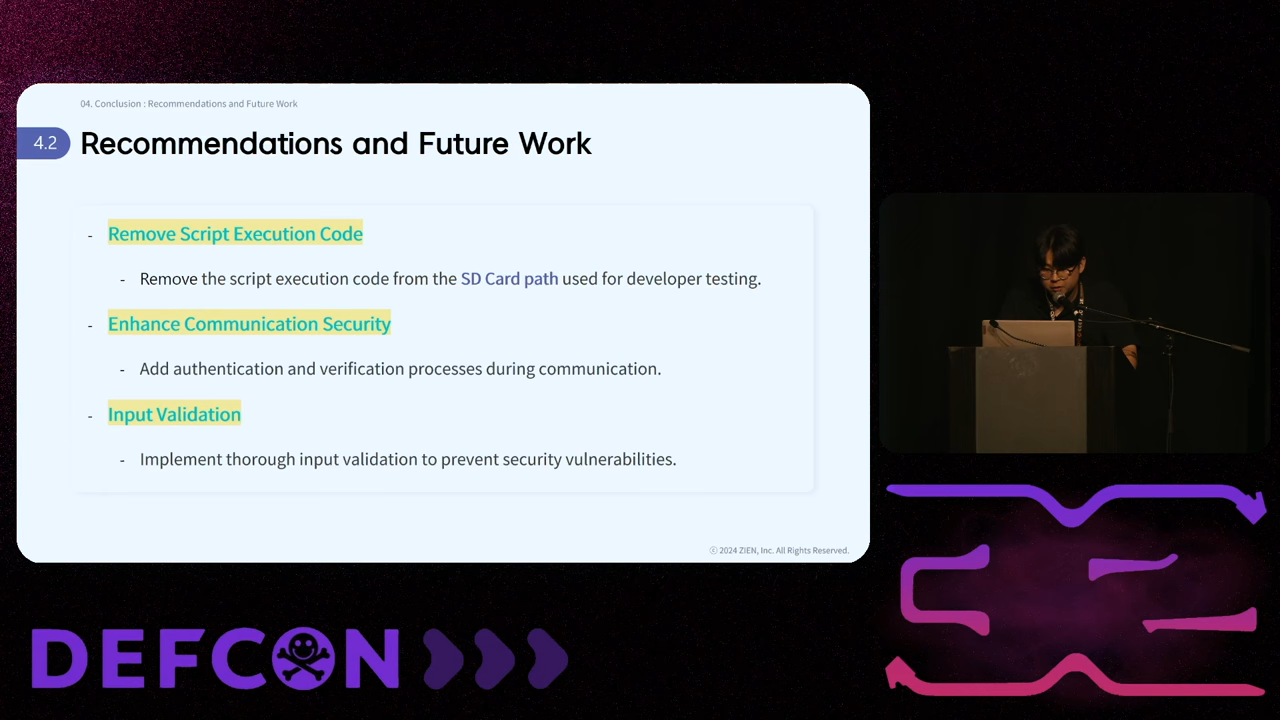 04. Conclusion : Recommendations and Future Work
4.2
Recommendations and Future Work
- Remove Script Execution Code
- Remove the script execution code from the SD Card path used for developer testing.
- Enhance Communication Security
- Add authentication and verification processes during communication.
- Input Validation
- Implement thorough input validation to prevent security vulnerabilities.
ⓒ 2024 ZIEN, Inc. All Rights Reserved.
DEFCON